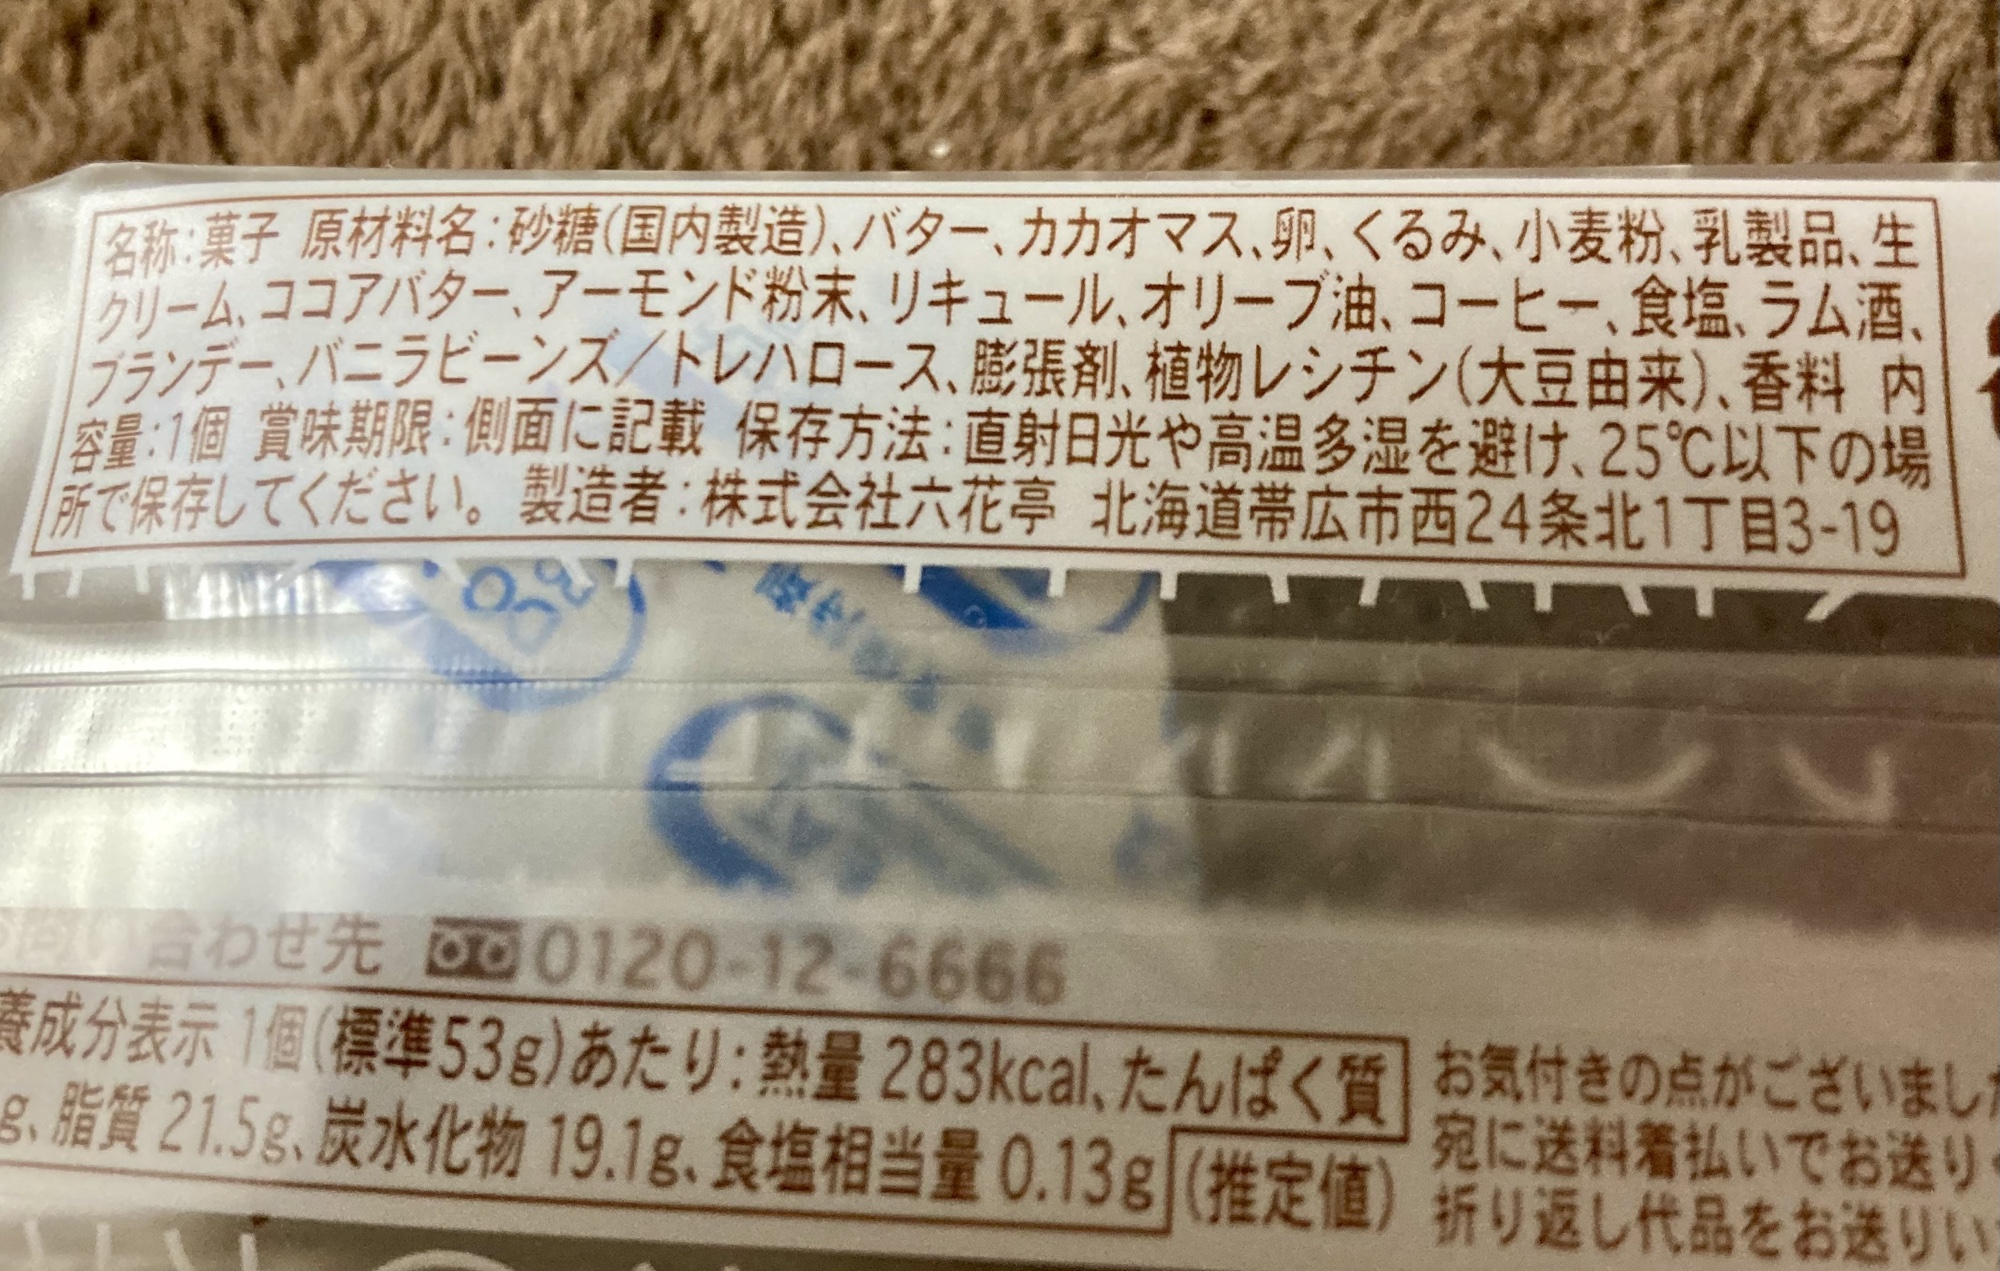 名称:菓子 原材料名:砂糖(国内製造)、バター、カカオマス、卵、くるみ、小麦粉、乳製品、生
クリーム、ココアバター、アーモンド粉末、リキュール、オリーブ油、コーヒー、食塩、ラム酒、
ブランデー、バニラビーンズ/トレハロース、膨張剤、植物レシチン(大豆由来)、香料 内
容量:1個 賞味期限:側面に記載 保存方法:直射日光や高温多湿を避け、25℃以下の場
所で保存してください。 製造者:株式会社六花亭 北海道帯広市西24条北1丁目3-19
問い合わせ先 0120-12-6666
養成分表示 1個(標準53g)あたり:熱量 283kcal、たんぱく質
g、脂質 21.5g、炭水化物 19.1g、食塩相当量 0.13g (推定値)
お気付きの点がございました
宛に送料着払いでお送り
折り返し代品をお送りい